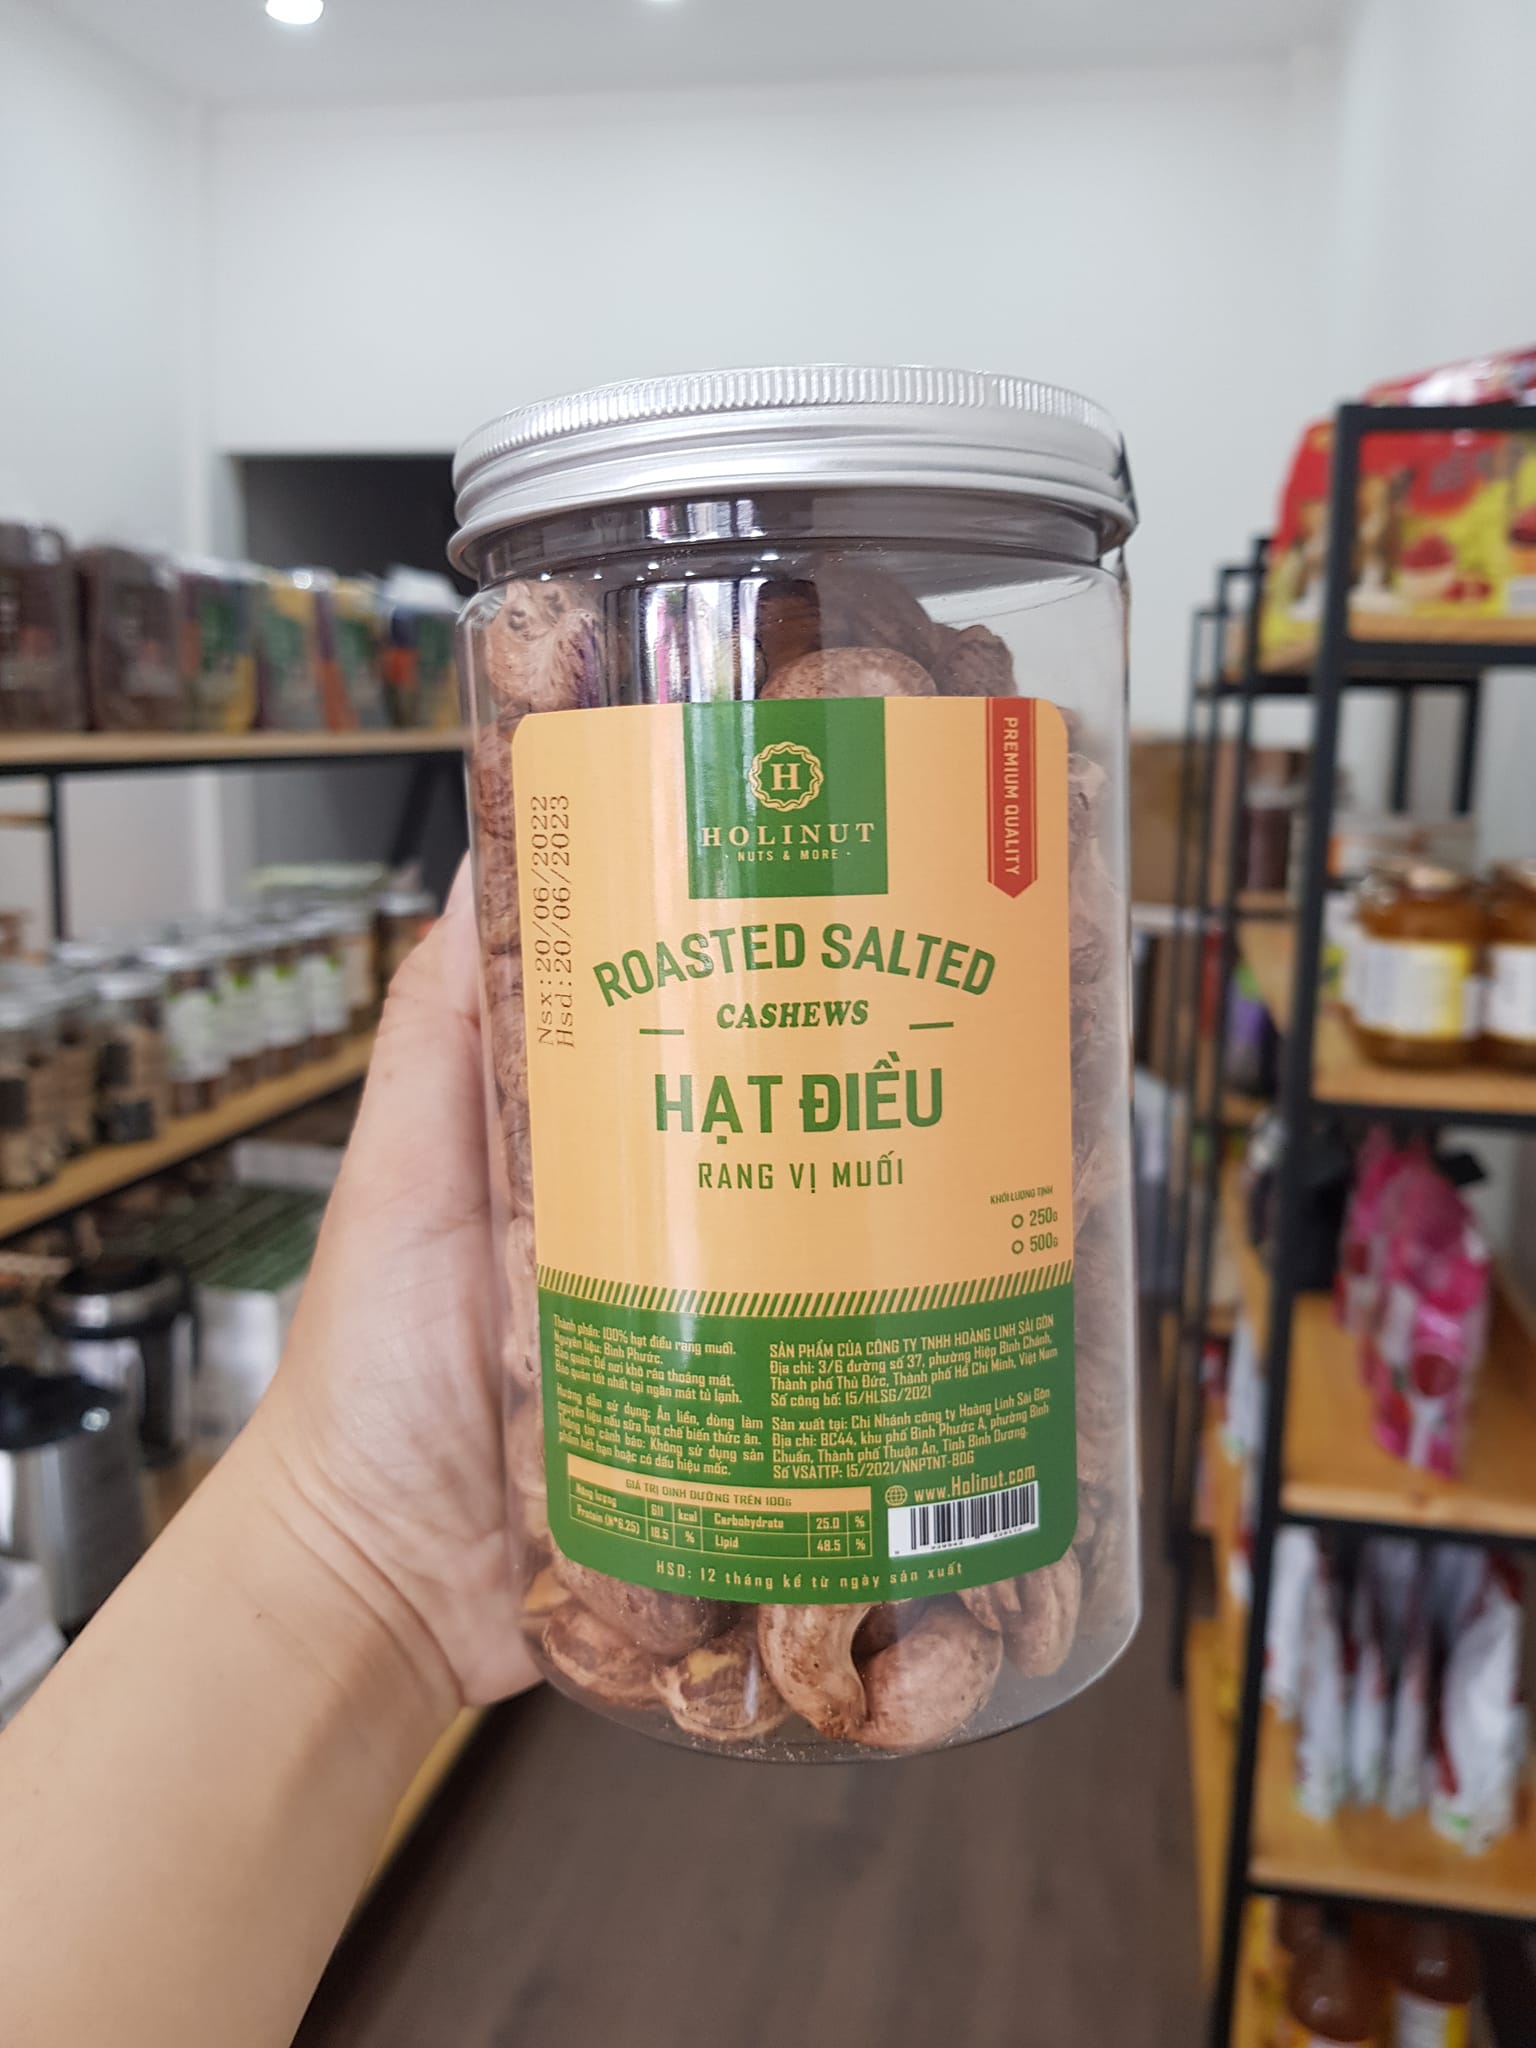 H
HOLINUT
· NUTS & MORE ·
PREMIUM QUALITY
Nsx:20/06/2022
Hsd:20/06/2023
ROASTED SALTED
CASHEWS
HẠT ĐIỀU
RANG VỊ MUỐI
KHỐI LƯỢNG TỊNH
250G
500G
Thành phần: 100% hạt điều rang muối.
Nguyên liệu: Bình Phước.
Bảo quản: Để nơi khô ráo thoáng mát.
Bảo quản tốt nhất tại ngăn mát tủ lạnh.
Hướng dẫn sử dụng: Ăn liền, dùng làm
nguyên liệu nấu sữa hạt chế biến thức ăn.
Thông tin cảnh báo: Không sử dụng sản
phẩm hết hạn hoặc có dấu hiệu mốc.
SẢN PHẨM CỦA CÔNG TY TNHH HOÀNG LINH SÀI GÒN
Địa chỉ: 3/6 đường số 37, phường Hiệp Bình Chánh,
Thành phố Thủ Đức, Thành phố Hồ Chí Minh, Việt Nam
Số công bố: 15/HLSG/2021
Sản xuất tại: Chi Nhánh công ty Hoàng Linh Sài Gòn
Địa chỉ: BC44, khu phố Bình Phước A, phường Bình
Chuẩn, Thành phố Thuận An, Tỉnh Bình Dương.
Số VSATTP: 15/2021/NNPTNT-BDG
www.Holinut.com
GIÁ TRỊ DINH DƯỠNG TRÊN 100G
Năng lượng 611 kcal Carbohydrate 25.0 %
Protein (N*6.25) 18.5 % Lipid 48.5 %
HSD: 12 tháng kể từ ngày sản xuất